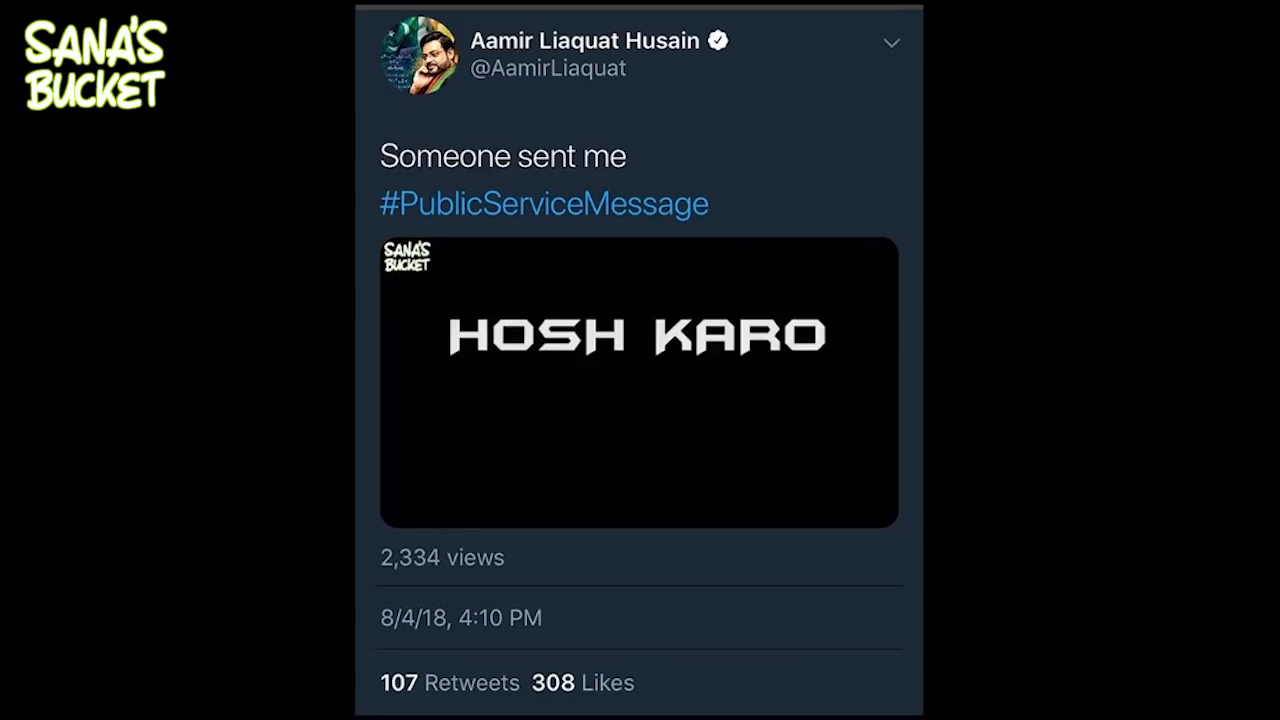 SANA'S
BUCKET
Aamir Liaquat Husain
@AamirLiaquat
Someone sent me
#PublicServiceMessage
SANA'S
BUCKET
HOSH KARO
2,334 views
8/4/18, 4:10 PM
107 Retweets 308 Likes